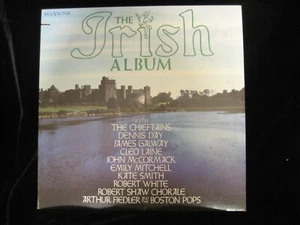 RCA VICTOR
THE
Irish
ALBUM
WITH
THE CHIEFTAINS
DENNIS DAY
JAMES GALWAY
CLEO LAINE
JOHN McCORMACK
EMILY MITCHELL
KATE SMITH
ROBERT WHITE
ROBERT SHAW CHORALE
ARTHUR FIEDLER AND THE BOSTON POPS